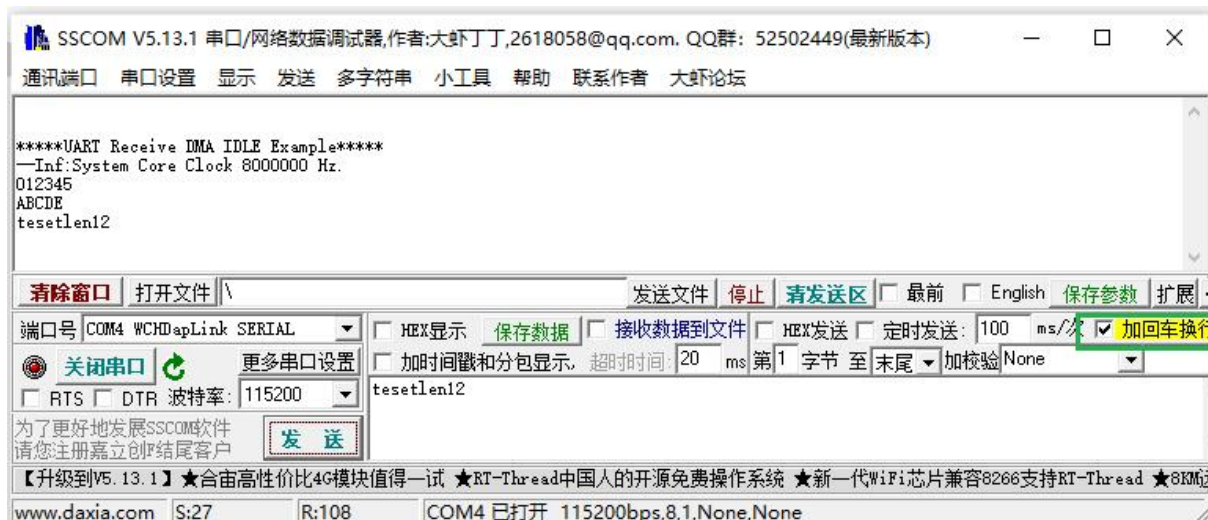 SSCOM V5.13.1 串口/网络数据调试器,作者:大虾丁丁,2618058@qq.com. QQ群: 52502449(最新版本)
通讯端口 串口设置 显示 发送 多字符串 小工具 帮助 联系作者 大虾论坛
*****UART Receive DMA IDLE Example*****
—Inf:System Core Clock 8000000 Hz.
012345
ABCDE
tesetlen12
清除窗口 打开文件 \ 发送文件 停止 清发送区 最前 English 保存参数 扩展
端口号 COM4 WCHDapLink SERIAL HEX显示 保存数据 接收数据到文件 HEX发送 定时发送: 100 ms/次 加回车换行
关闭串口 更多串口设置 加时间戳和分包显示, 超时时间: 20 ms 第1 字节 至 末尾 加校验None
RTS DTR 波特率: 115200 tesetlen12
为了更好地发展SSCOM软件
请您注册嘉立创F结尾客户 发 送
【升级到V5.13.1】★合宙高性价比4G模块值得一试 ★RT-Thread中国人的开源免费操作系统 ★新一代WiFi芯片兼容8266支持RT-Thread ★8KM
www.daxia.com S:27 R:108 COM4 已打开 115200bps,8,1,None,None